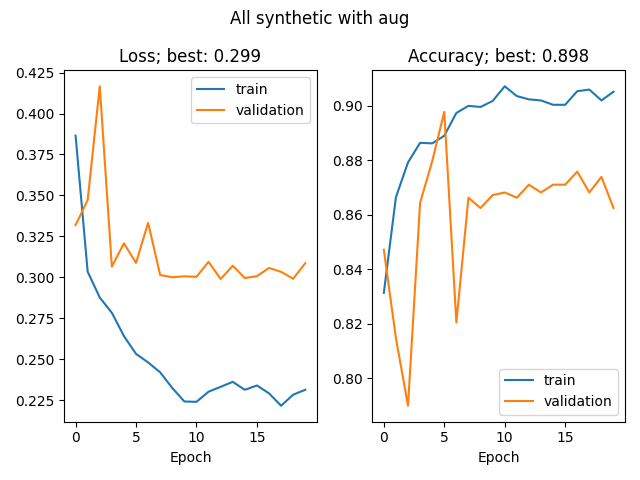 All synthetic with aug
Loss; best: 0.299
0.425
0.400
0.375
0.350
0.325
0.300
0.275
0.250
0.225
0
5
10
15
Epoch
train
validation
Accuracy; best: 0.898
0.90
0.88
0.86
0.84
0.82
0.80
0
5
10
15
Epoch
train
validation